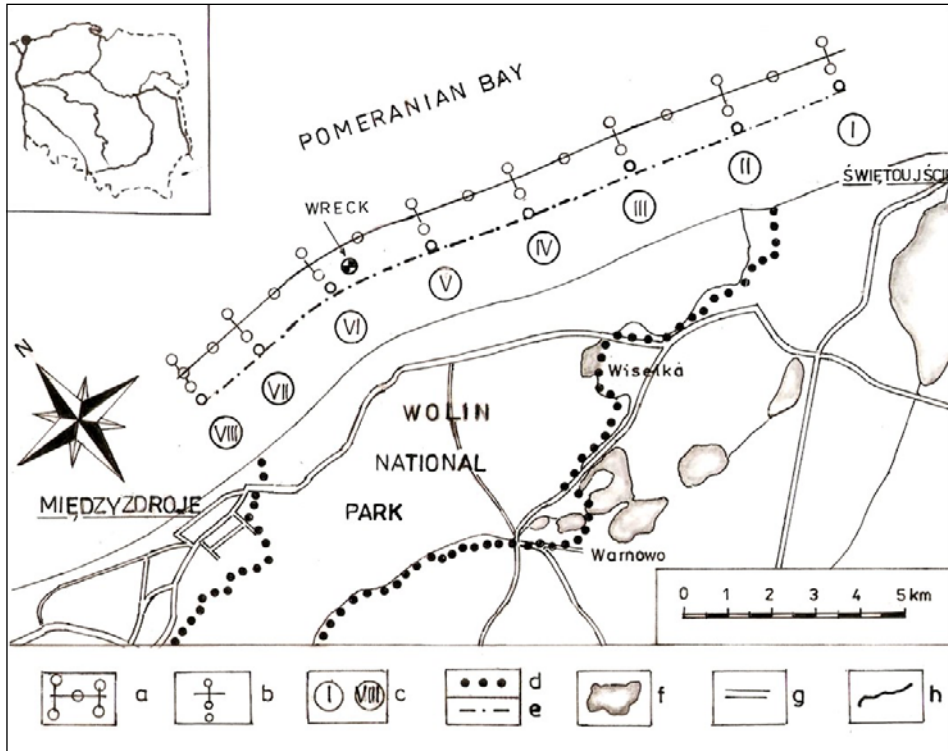 POMERANIAN BAY
I
ŚWIĘTOUJŚCIE
II
III
WRECK
IV
V
VI
Wisełka
N
VII
WOLIN
VIII
NATIONAL
MIĘDZYZDROJE
PARK
Warnowo
0 1 2 3 4 5 km
a
b
I VIII c
d
e
f
g
h